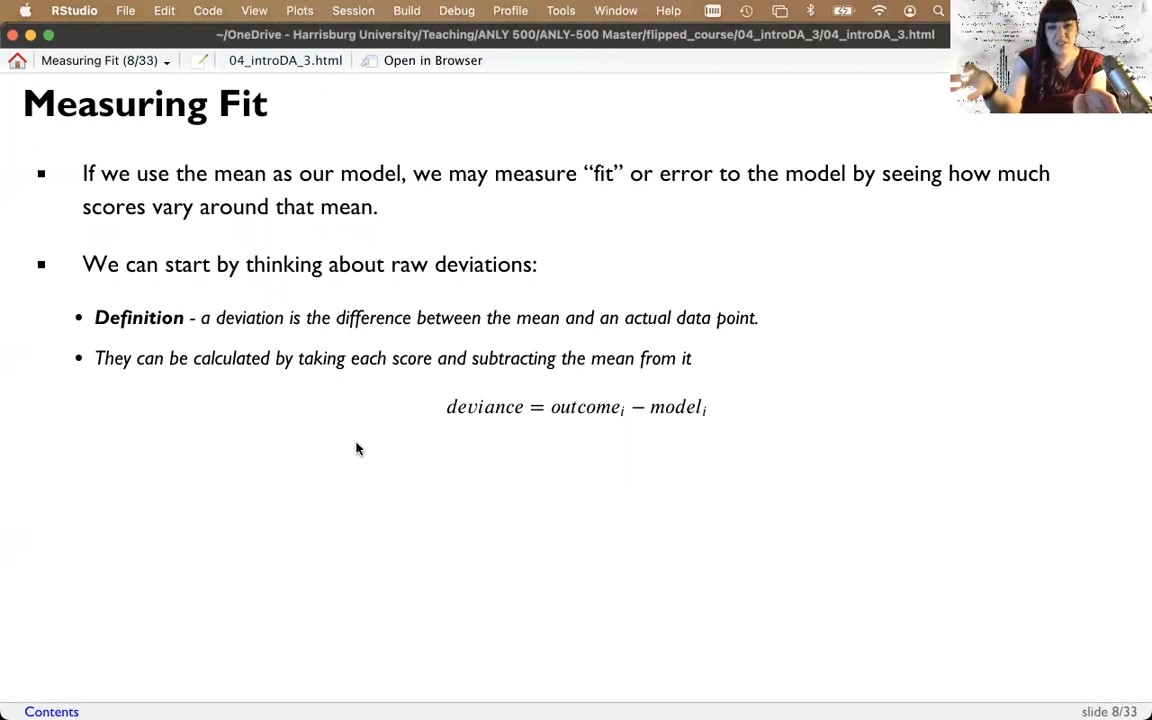 RStudio File Edit Code View Plots Session Build Debug Profile Tools Window Help
~/OneDrive - Harrisburg University/Teaching/ANLY 500/ANLY-500 Master/flipped_course/04_introDA_3/04_introDA_3.html
Measuring Fit (8/33) 04_introDA_3.html Open in Browser
Measuring Fit
▪ If we use the mean as our model, we may measure “fit” or error to the model by seeing how much
scores vary around that mean.
▪ We can start by thinking about raw deviations:
• Definition - a deviation is the difference between the mean and an actual data point.
• They can be calculated by taking each score and subtracting the mean from it
deviance = outcomeᵢ − modelᵢ
Contents slide 8/33